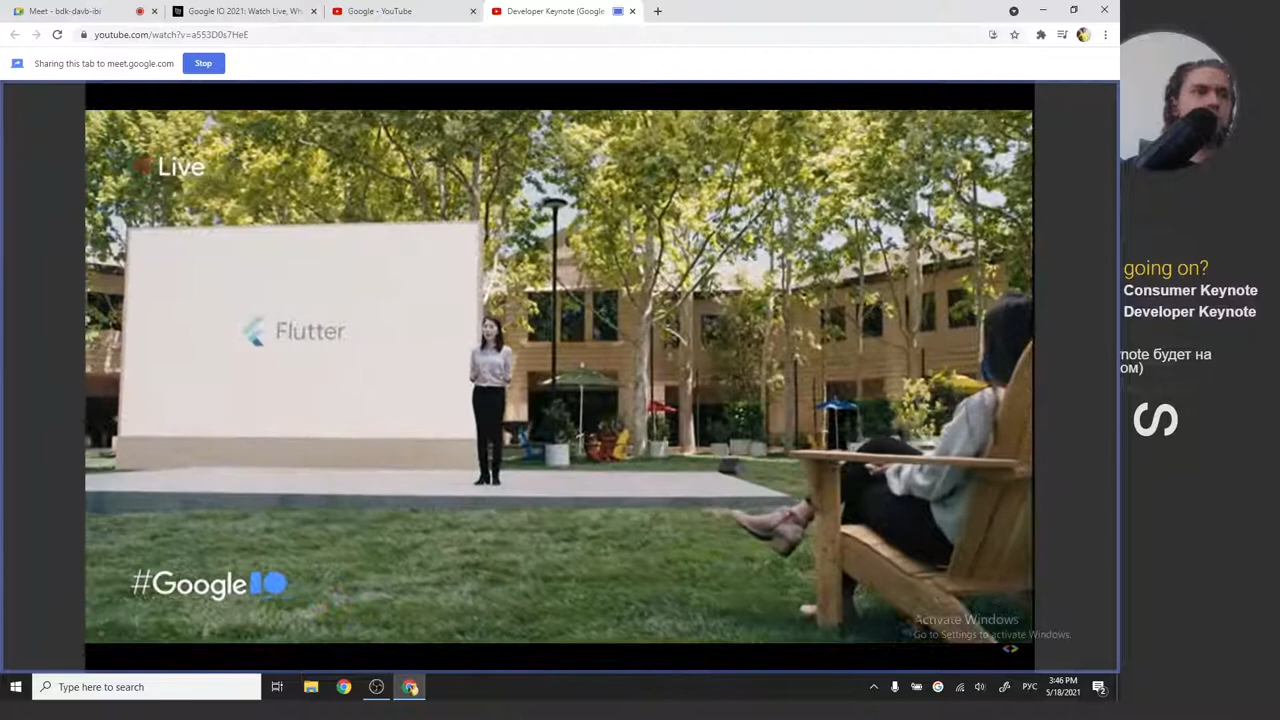 Meet - bdk-davb-ibi
Google IO 2021: Watch Live, Wh
Google - YouTube
Developer Keynote (Google
youtube.com/watch?v=a553D0s7HeE
Sharing this tab to meet.google.com
Stop
Live
Flutter
#GoogleIO
Activate Windows
Go to Settings to activate Windows.
going on?
Consumer Keynote
Developer Keynote
note будет на
ом)
S
Type here to search
РУС
3:46 PM
5/18/2021
2